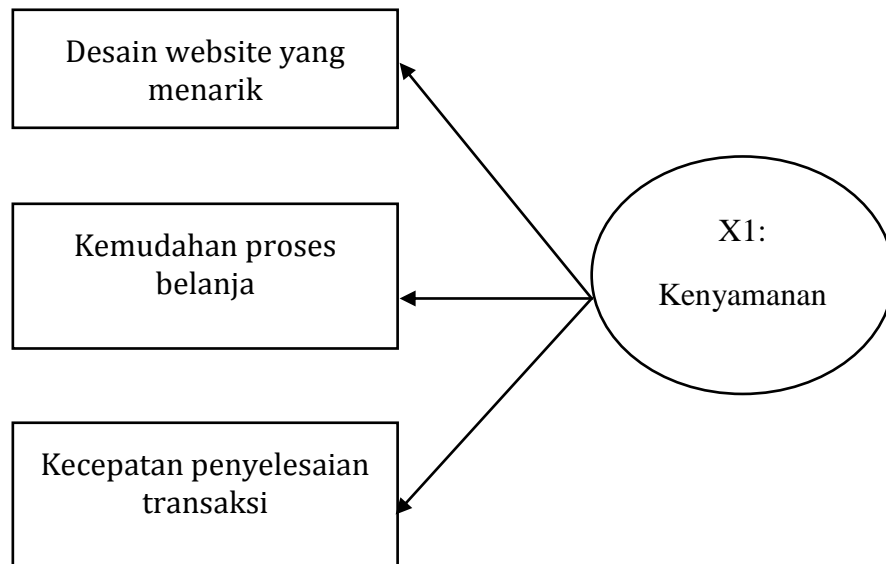 Desain website yang
menarik
Kemudahan proses
belanja
Kecepatan penyelesaian
transaksi
X1:
Kenyamanan